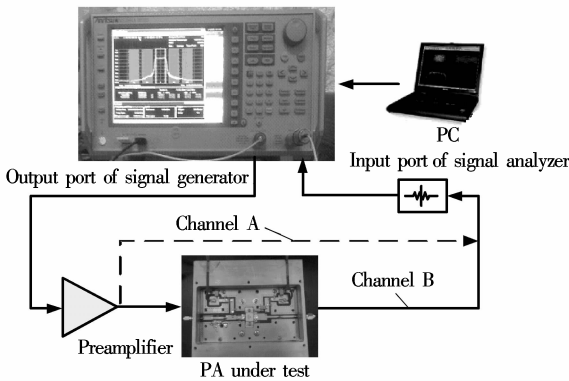 PC
Input port of signal analyzer
Output port of signal generator
Channel A
Channel B
Preamplifier
PA under test